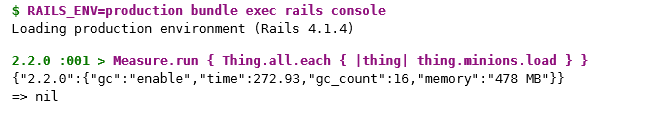 $ RAILS_ENV=production bundle exec rails console
Loading production environment (Rails 4.1.4)
2.2.0 :001 > Measure.run { Thing.all.each { |thing| thing.minions.load } }
{"2.2.0":{"gc":"enable","time":272.93,"gc_count":16,"memory":"478 MB"}}
=> nil